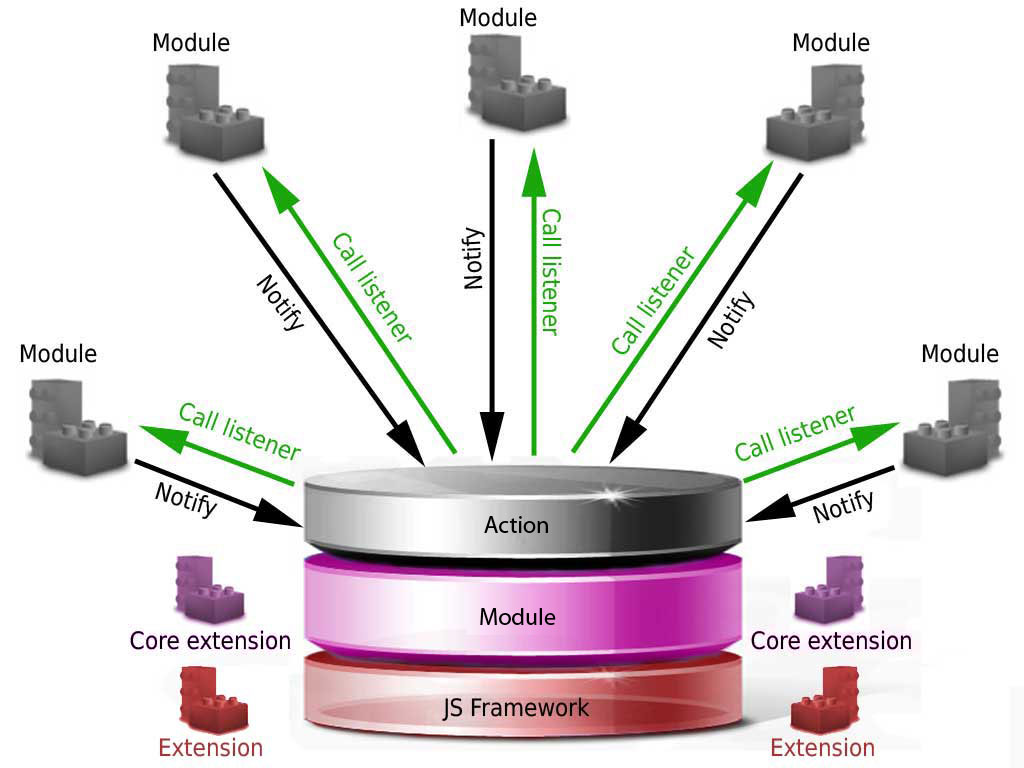 Module
Module
Module
Call listener
Notify
Notify
Call listener
Call listener
Notify
Module
Module
Call listener
Notify
Call listener
Notify
Action
Module
Core extension
Core extension
JS Framework
Extension
Extension